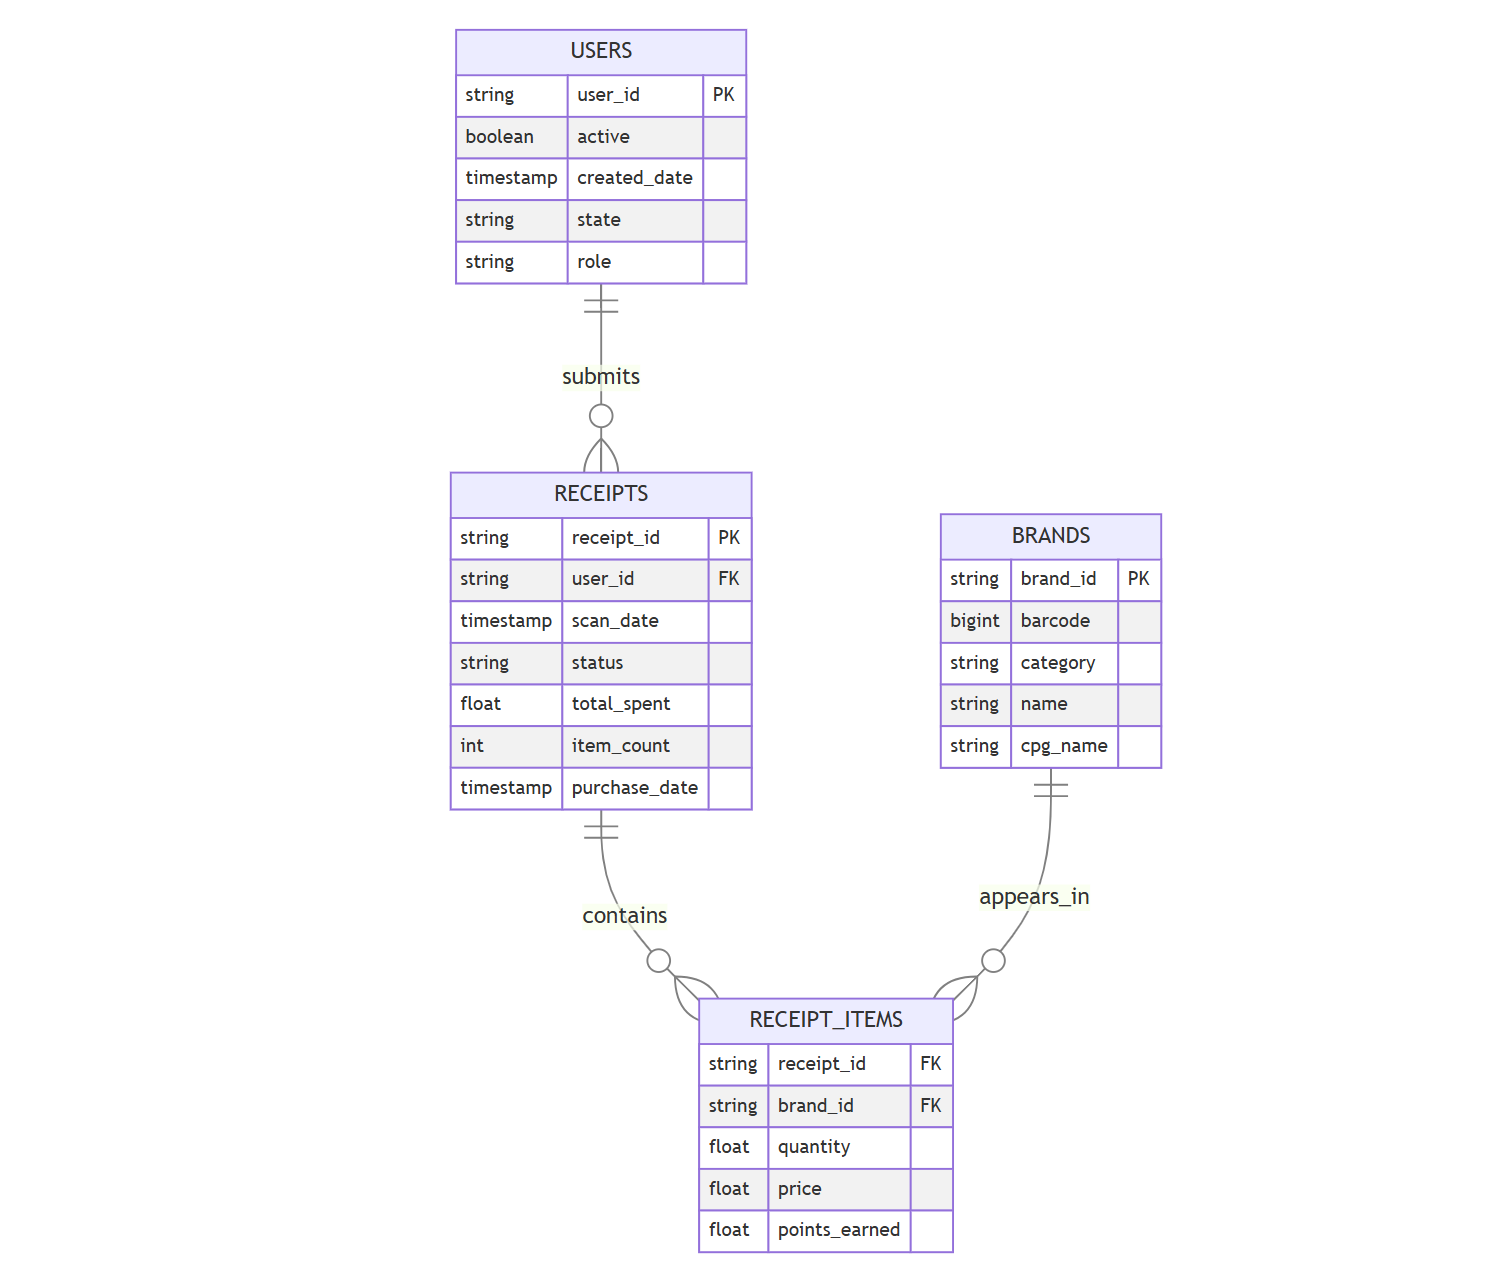 USERS
string user_id PK
boolean active
timestamp created_date
string state
string role
submits
RECEIPTS
string receipt_id PK
string user_id FK
timestamp scan_date
string status
float total_spent
int item_count
timestamp purchase_date
BRANDS
string brand_id PK
bigint barcode
string category
string name
string cpg_name
contains
appears_in
RECEIPT_ITEMS
string receipt_id FK
string brand_id FK
float quantity
float price
float points_earned